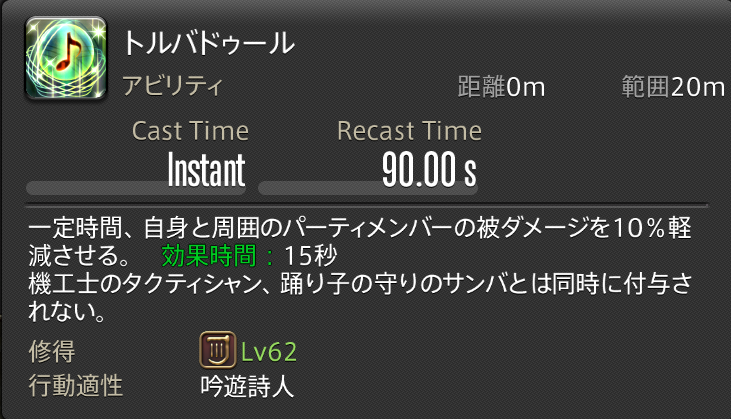 トルバドゥール
アビリティ 距離0m 範囲20m
Cast Time Recast Time
Instant 90.00 s
一定時間、自身と周囲のパーティメンバーの被ダメージを10％軽
減させる。 効果時間：15秒
機工士のタクティシャン、踊り子の守りのサンバとは同時に付与さ
れない。
修得 Lv62
行動適性 吟遊詩人